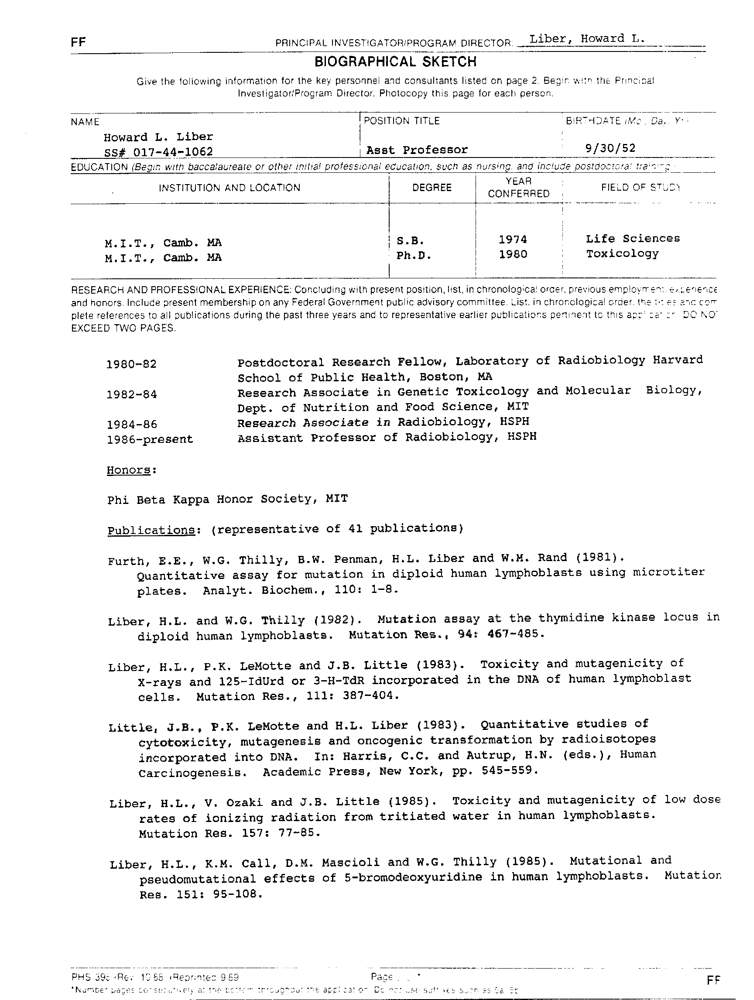 FF
PRINCIPAL INVESTIGATOR/PROGRAM DIRECTOR: Liber, Howard L.
BIOGRAPHICAL SKETCH
Give the following information for the key personnel and consultants listed on page 2. Begin with the Principal
Investigator/Program Director. Photocopy this page for each person.
NAME POSITION TITLE BIRTHDATE (Mo., Day, Yr.)
Howard L. Liber
SS# 017-44-1062 Asst Professor 9/30/52
EDUCATION (Begin with baccalaureate or other initial professional education, such as nursing, and include postdoctoral training.)
INSTITUTION AND LOCATION DEGREE YEAR CONFERRED FIELD OF STUDY
M.I.T., Camb. MA S.B. 1974 Life Sciences
M.I.T., Camb. MA Ph.D. 1980 Toxicology
RESEARCH AND PROFESSIONAL EXPERIENCE: Concluding with present position, list, in chronological order, previous employment, experience
and honors. Include present membership on any Federal Government public advisory committee. List, in chronological order, the titles and com
plete references to all publications during the past three years and to representative earlier publications pertinent to this application. DO NOT
EXCEED TWO PAGES.
1980-82 Postdoctoral Research Fellow, Laboratory of Radiobiology Harvard
School of Public Health, Boston, MA
1982-84 Research Associate in Genetic Toxicology and Molecular Biology,
Dept. of Nutrition and Food Science, MIT
1984-86 Research Associate in Radiobiology, HSPH
1986-present Assistant Professor of Radiobiology, HSPH
Honors:
Phi Beta Kappa Honor Society, MIT
Publications: (representative of 41 publications)
Furth, E.E., W.G. Thilly, B.W. Penman, H.L. Liber and W.M. Rand (1981).
Quantitative assay for mutation in diploid human lymphoblasts using microtiter
plates. Analyt. Biochem., 110: 1-8.
Liber, H.L. and W.G. Thilly (1982). Mutation assay at the thymidine kinase locus in
diploid human lymphoblasts. Mutation Res., 94: 467-485.
Liber, H.L., P.K. LeMotte and J.B. Little (1983). Toxicity and mutagenicity of
X-rays and 125-IdUrd or 3-H-TdR incorporated in the DNA of human lymphoblast
cells. Mutation Res., 111: 387-404.
Little, J.B., P.K. LeMotte and H.L. Liber (1983). Quantitative studies of
cytotoxicity, mutagenesis and oncogenic transformation by radioisotopes
incorporated into DNA. In: Harris, C.C. and Autrup, H.N. (eds.), Human
Carcinogenesis. Academic Press, New York, pp. 545-559.
Liber, H.L., V. Ozaki and J.B. Little (1985). Toxicity and mutagenicity of low dose
rates of ionizing radiation from tritiated water in human lymphoblasts.
Mutation Res. 157: 77-85.
Liber, H.L., K.M. Call, D.M. Mascioli and W.G. Thilly (1985). Mutational and
pseudomutational effects of 5-bromodeoxyuridine in human lymphoblasts. Mutation
Res. 151: 95-108.
PHS 398 (Rev. 10/88) (Reprinted 9/89) Page * FF
*Number pages consecutively at the bottom throughout the application. Do not use suffixes such as 5a, 5b.